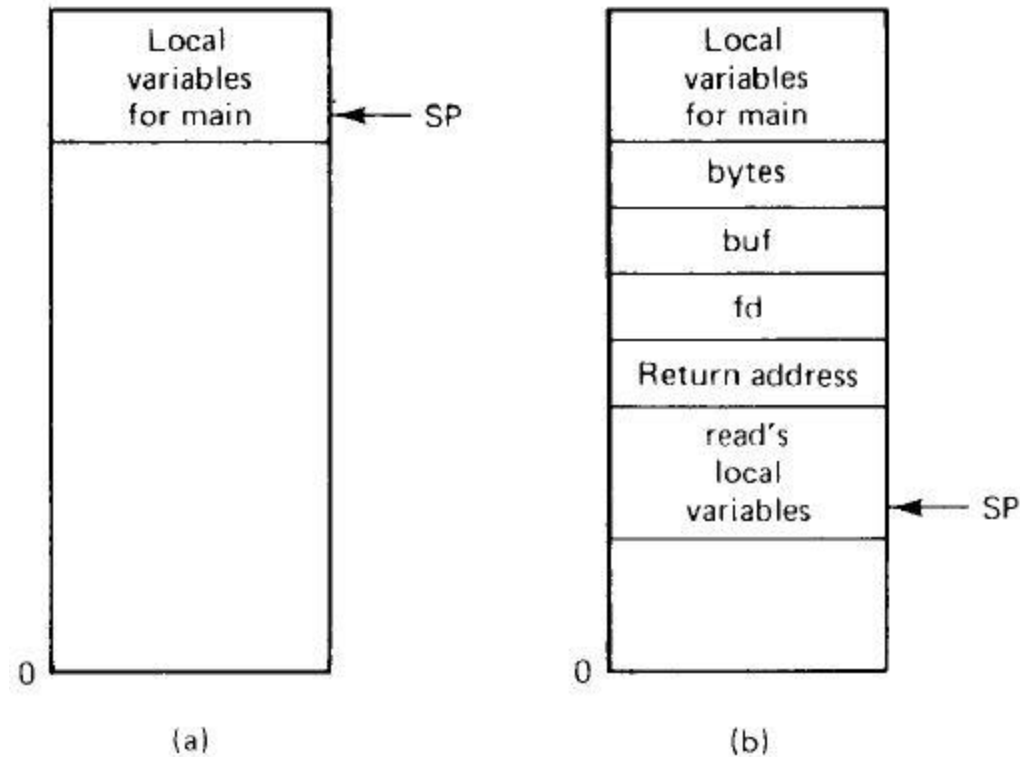 Local
variables
for main
SP
0
(a)
Local
variables
for main
bytes
buf
fd
Return address
read's
local
variables
SP
0
(b)